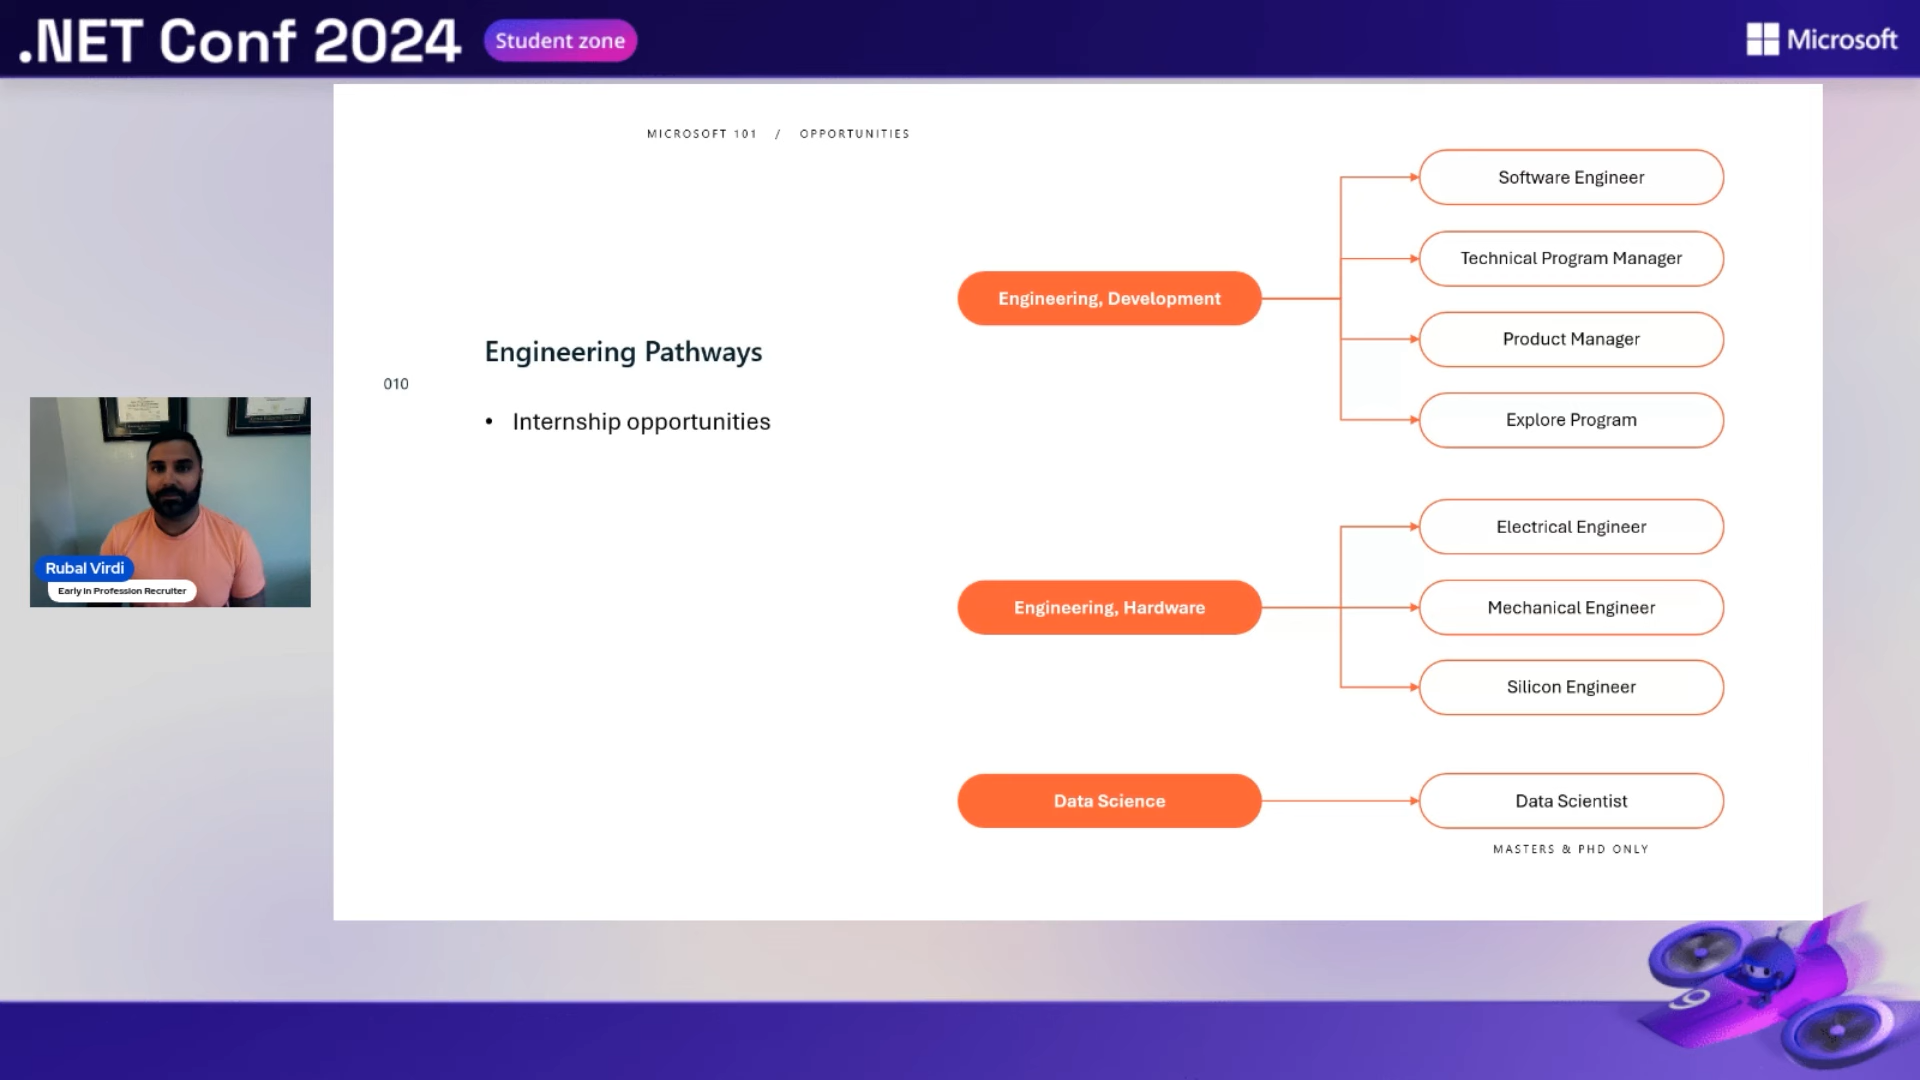 .NET Conf 2024
Student zone
Microsoft
MICROSOFT 101 / OPPORTUNITIES
Engineering Pathways
010
• Internship opportunities
Engineering, Development
Software Engineer
Technical Program Manager
Product Manager
Explore Program
Engineering, Hardware
Electrical Engineer
Mechanical Engineer
Silicon Engineer
Data Science
Data Scientist
MASTERS & PHD ONLY
Rubal Virdi
Early in Profession Recruiter
9